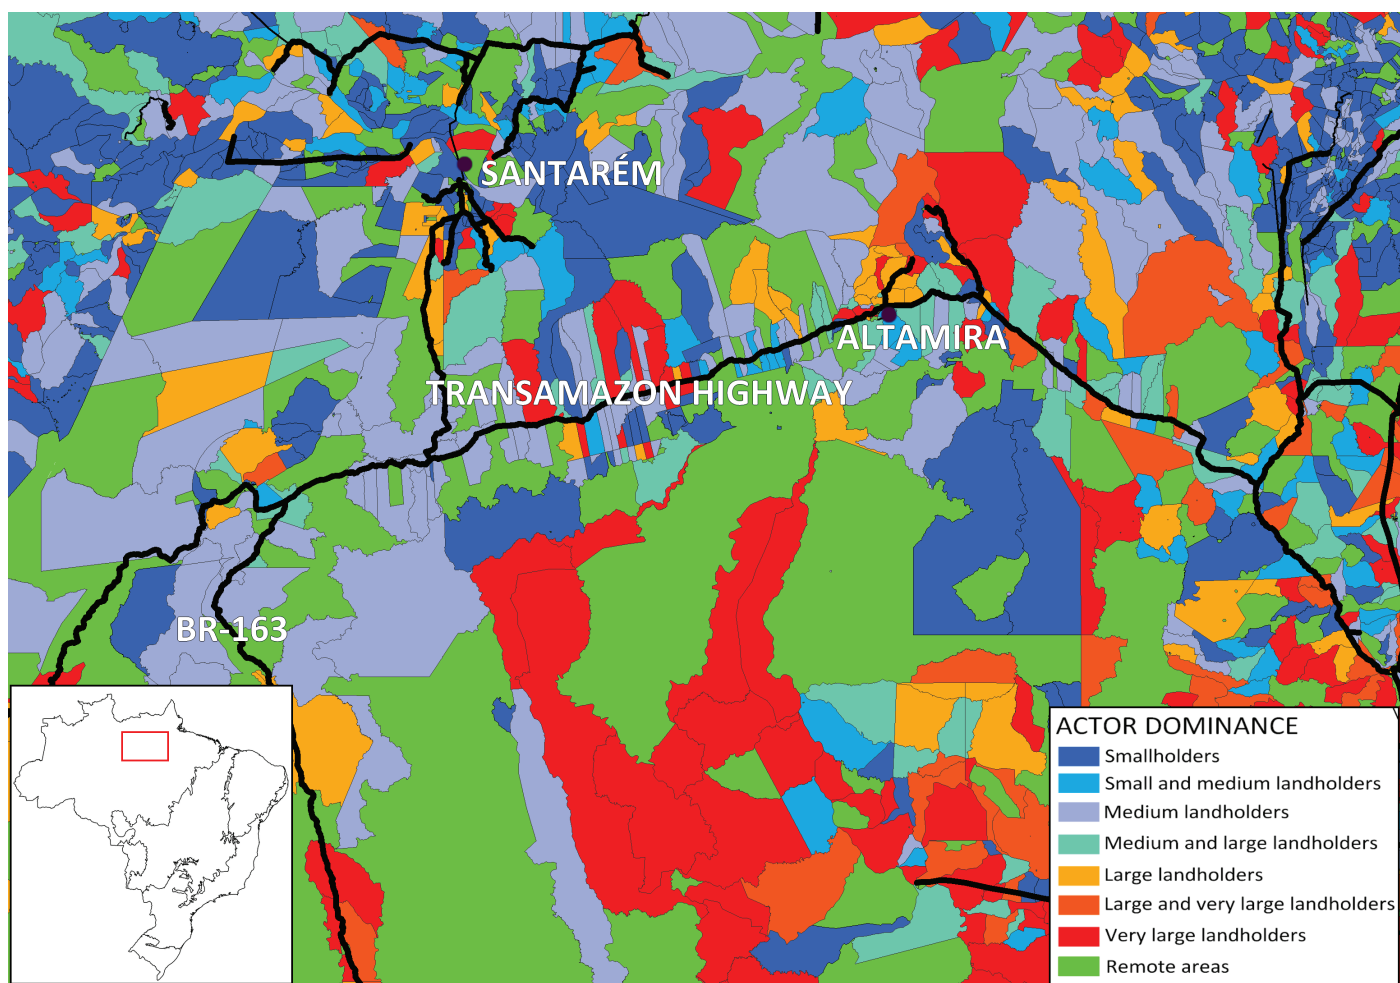 SANTARÉM
ALTAMIRA
TRANSAMAZON HIGHWAY
BR-163
ACTOR DOMINANCE
Smallholders
Small and medium landholders
Medium landholders
Medium and large landholders
Large landholders
Large and very large landholders
Very large landholders
Remote areas